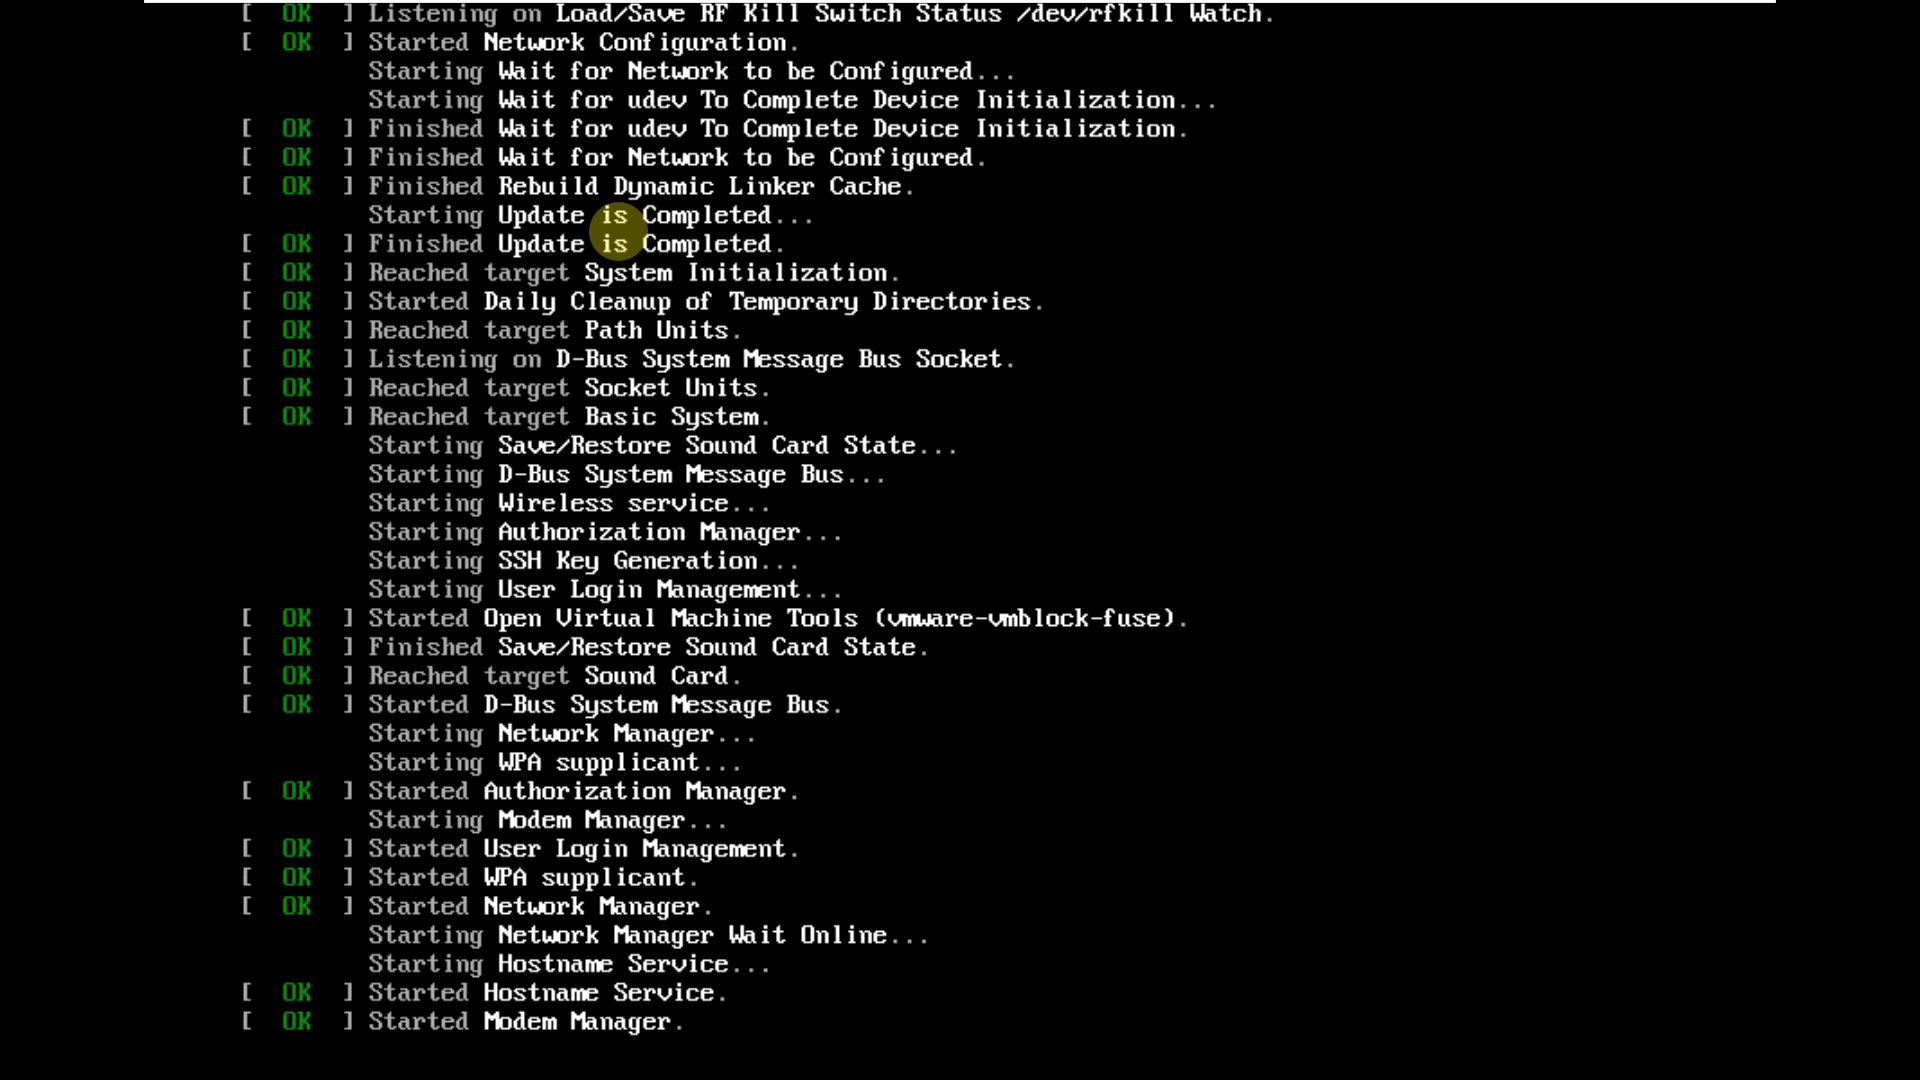 [  OK  ] Listening on Load/Save RF Kill Switch Status /dev/rfkill Watch.
[  OK  ] Started Network Configuration.
Starting Wait for Network to be Configured...
Starting Wait for udev To Complete Device Initialization...
[  OK  ] Finished Wait for udev To Complete Device Initialization.
[  OK  ] Finished Wait for Network to be Configured.
[  OK  ] Finished Rebuild Dynamic Linker Cache.
Starting Update is Completed...
[  OK  ] Finished Update is Completed.
[  OK  ] Reached target System Initialization.
[  OK  ] Started Daily Cleanup of Temporary Directories.
[  OK  ] Reached target Path Units.
[  OK  ] Listening on D-Bus System Message Bus Socket.
[  OK  ] Reached target Socket Units.
[  OK  ] Reached target Basic System.
Starting Save/Restore Sound Card State...
Starting D-Bus System Message Bus...
Starting Wireless service...
Starting Authorization Manager...
Starting SSH Key Generation...
Starting User Login Management...
[  OK  ] Started Open Virtual Machine Tools (vmware-vmblock-fuse).
[  OK  ] Finished Save/Restore Sound Card State.
[  OK  ] Reached target Sound Card.
[  OK  ] Started D-Bus System Message Bus.
Starting Network Manager...
Starting WPA supplicant...
[  OK  ] Started Authorization Manager.
Starting Modem Manager...
[  OK  ] Started User Login Management.
[  OK  ] Started WPA supplicant.
[  OK  ] Started Network Manager.
Starting Network Manager Wait Online...
Starting Hostname Service...
[  OK  ] Started Hostname Service.
[  OK  ] Started Modem Manager.